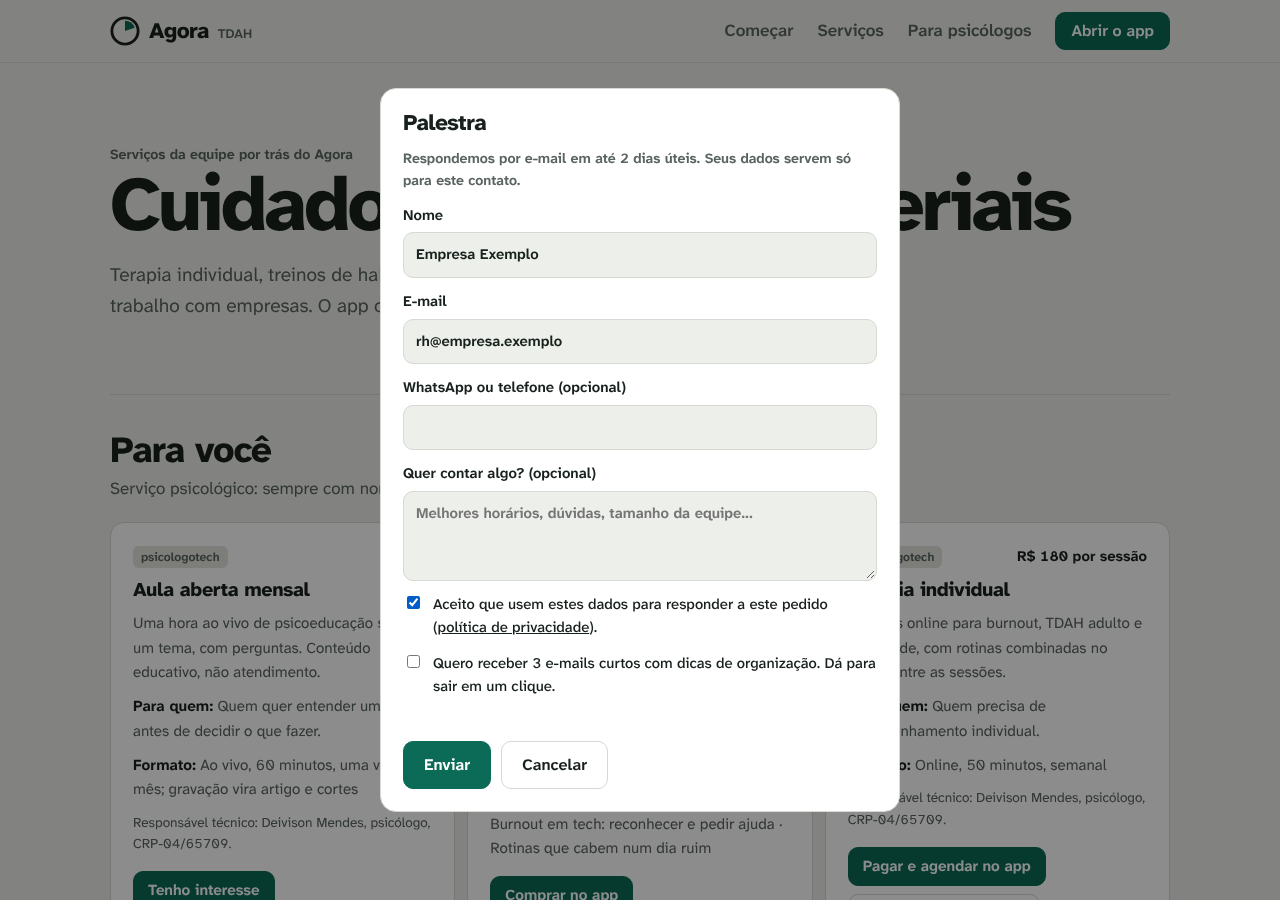 Agora TDAH
Começar
Serviços
Para psicólogos
Abrir o app
Serviços da equipe por trás do Agora
Cuidado
eriais
Terapia individual, treinos de ha
trabalho com empresas. O app
Palestra
Respondemos por e-mail em até 2 dias úteis. Seus dados servem só
para este contato.
Nome
Empresa Exemplo
E-mail
rh@empresa.exemplo
WhatsApp ou telefone (opcional)
Quer contar algo? (opcional)
Melhores horários, dúvidas, tamanho da equipe...
Aceito que usem estes dados para responder a este pedido
(política de privacidade).
Quero receber 3 e-mails curtos com dicas de organização. Dá para
sair em um clique.
Enviar
Cancelar
Para você
Serviço psicológico: sempre com
psicologotech
Aula aberta mensal
Uma hora ao vivo de psicoeducação
um tema, com perguntas. Conteúdo
educativo, não atendimento.
Para quem: Quem quer entender um
antes de decidir o que fazer.
Formato: Ao vivo, 60 minutos, uma
mês; gravação vira artigo e cortes
Responsável técnico: Deivison Mendes, psicólogo,
CRP-04/65709.
Tenho interesse
Burnout em tech: reconhecer e pedir ajuda ·
Rotinas que cabem num dia ruim
Comprar no app
gotech
R$ 180 por sessão
ia individual
online para burnout, TDAH adulto e
de, com rotinas combinadas no
ntre as sessões.
uem: Quem precisa de
nhamento individual.
o: Online, 50 minutos, semanal
ável técnico: Deivison Mendes, psicólogo,
CRP-04/65709.
Pagar e agendar no app